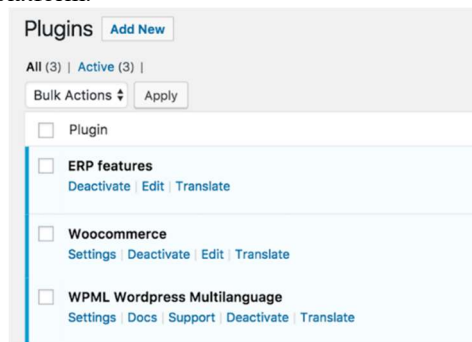 Plugins Add New
All (3) | Active (3) |
Bulk Actions Apply
Plugin
ERP features
Deactivate | Edit | Translate
Woocommerce
Settings | Deactivate | Edit | Translate
WPML Wordpress Multilanguage
Settings | Docs | Support | Deactivate | Translate